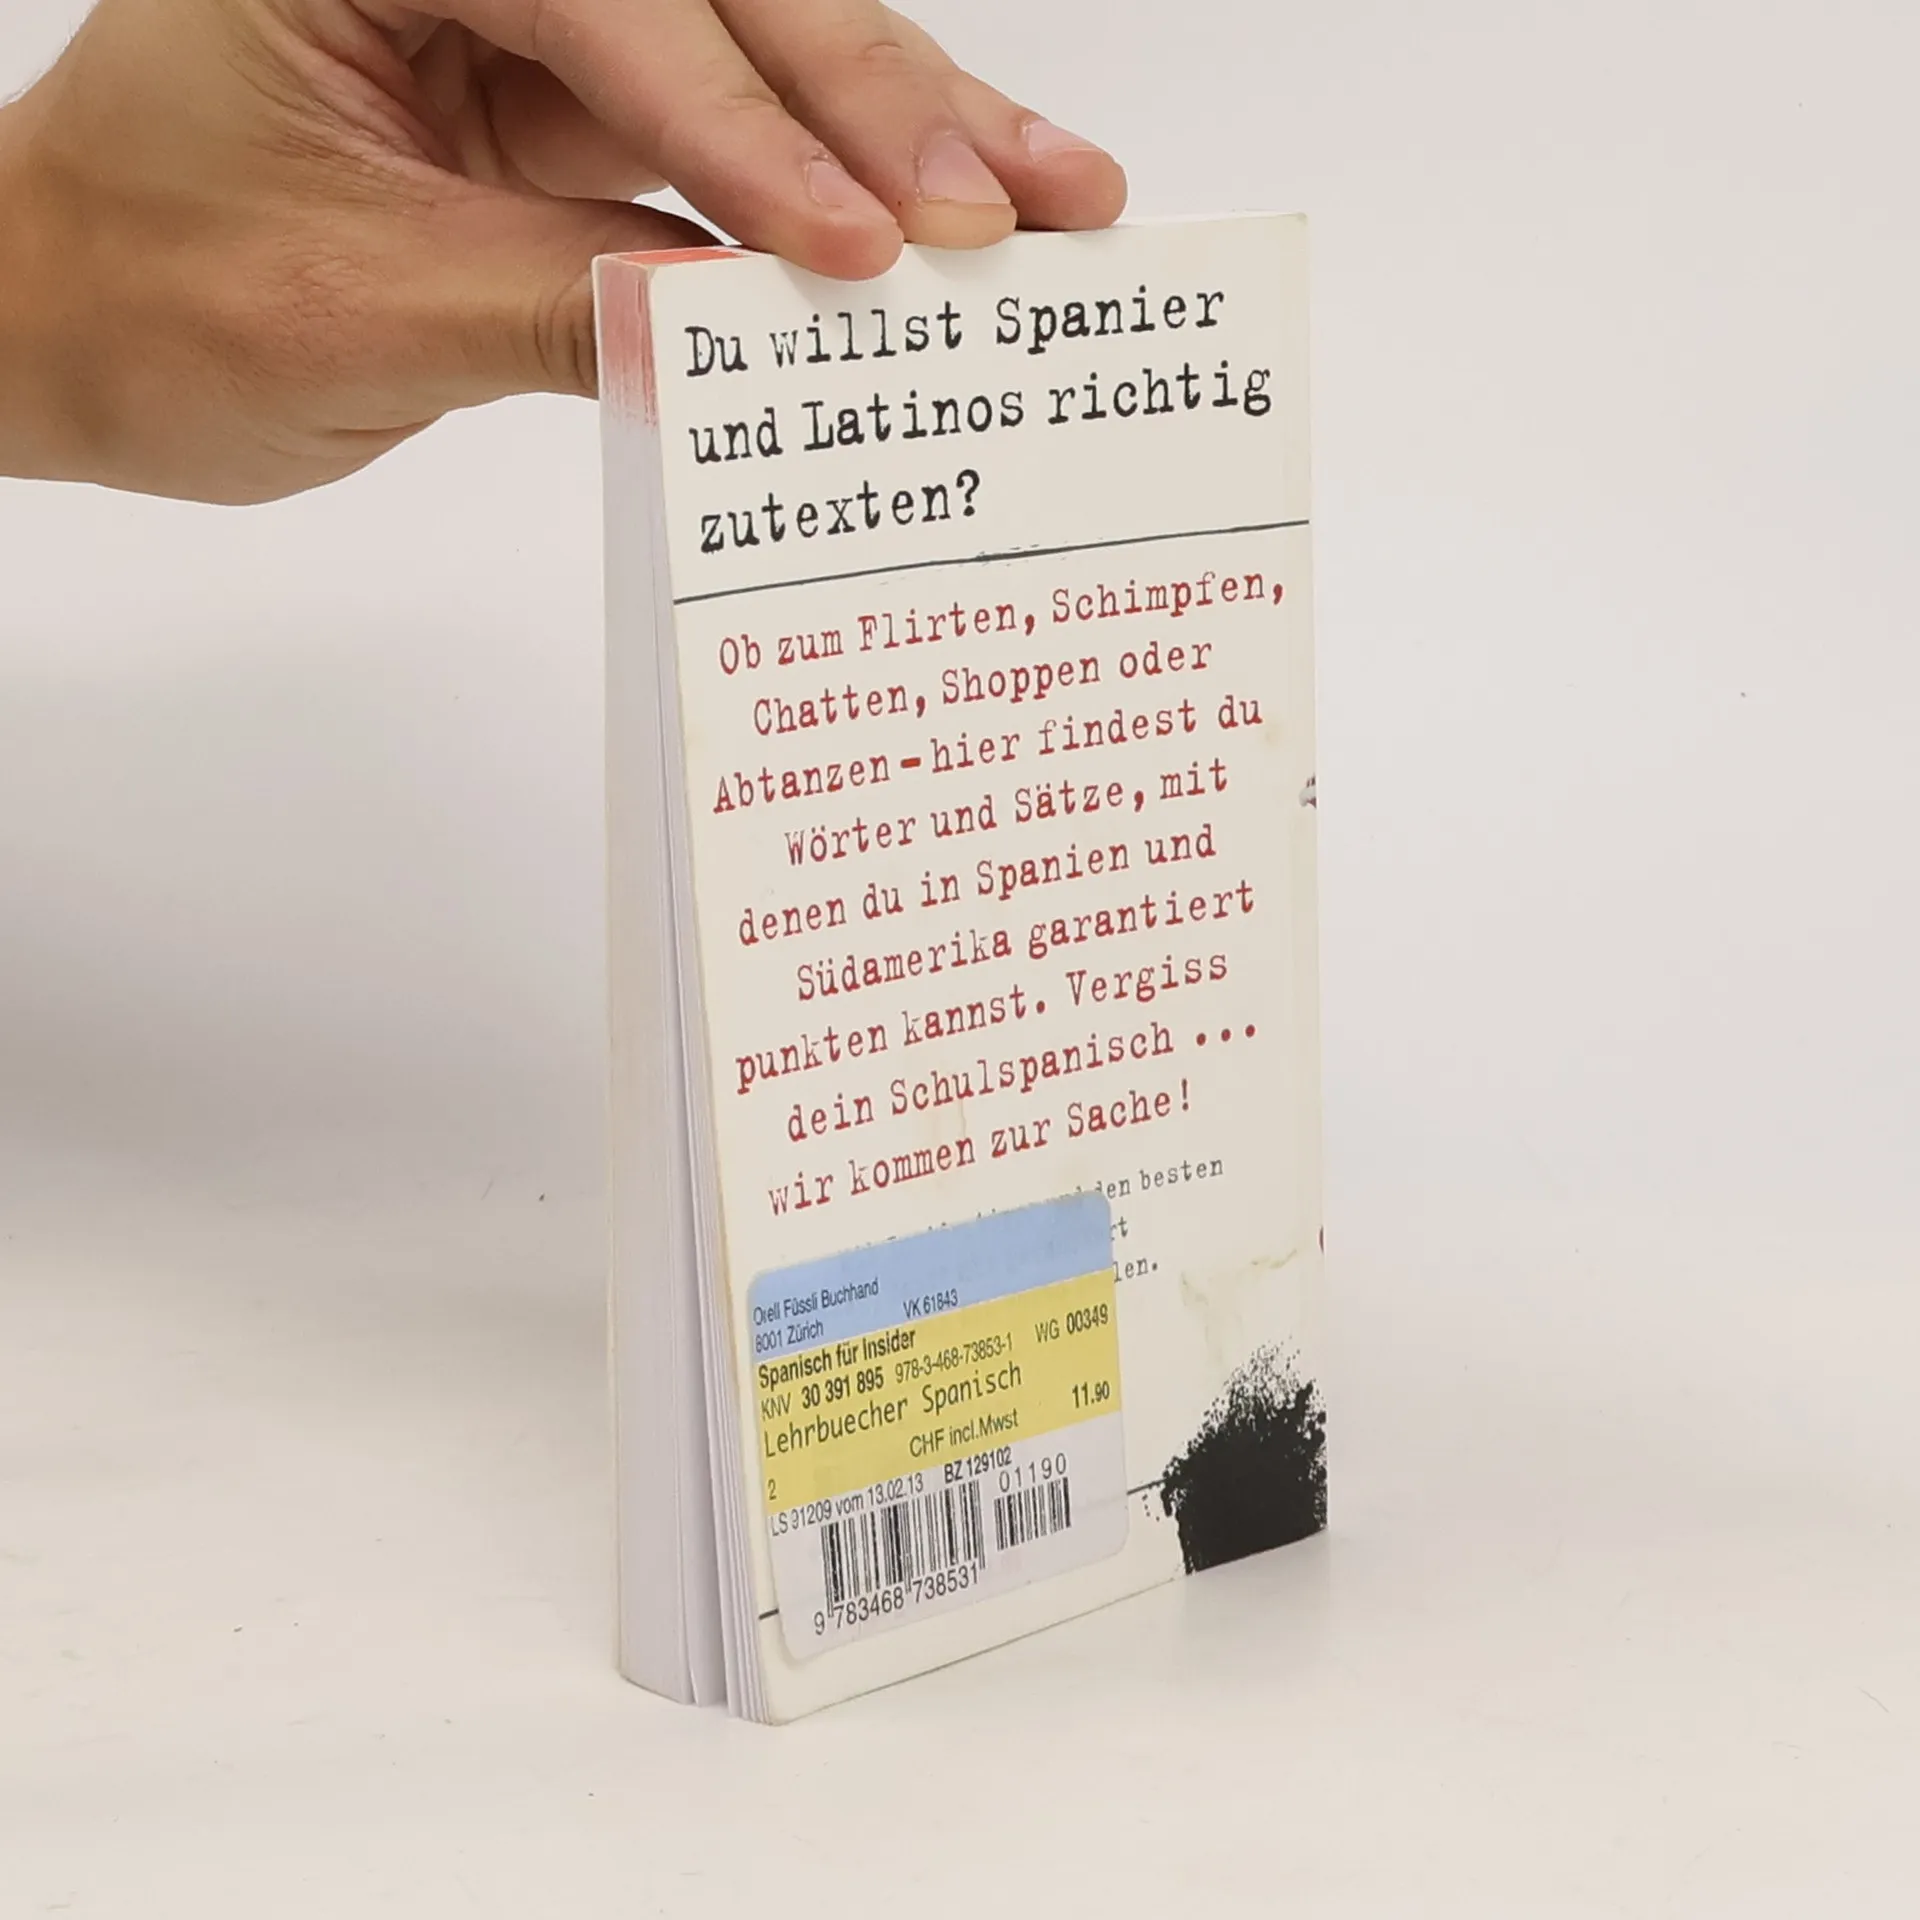 Du willst Spanier
und Latinos richtig
zutexten?
Ob zum Flirten, Schimpfen,
Chatten, Shoppen oder
Abtanzen – hier findest du
Wörter und Sätze, mit
denen du in Spanien und
Südamerika garantiert
punkten kannst. Vergiss
dein Schulspanisch ...
wir kommen zur Sache!
den besten
len.
Orell Füssli Buchhand
8001 Zürich VK 61843
Spanisch für Insider
KNV 30 391 895 978-3-468-73853-1 WG 00349
Lehrbuecher Spanisch
CHF incl.Mwst 11.90
2
LS 91209 vom 13.02.13 BZ 129102
01190
9 783468 738531